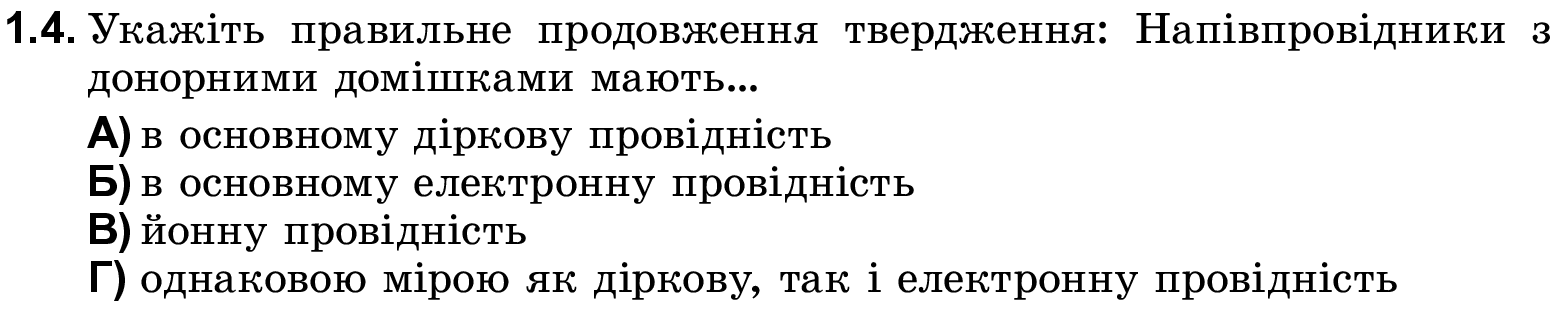 1.4. Укажіть правильне продовження твердження: Напівпровідники з
донорними домішками мають...
А) в основному діркову провідність
Б) в основному електронну провідність
В) йонну провідність
Г) однаковою мірою як діркову, так і електронну провідність